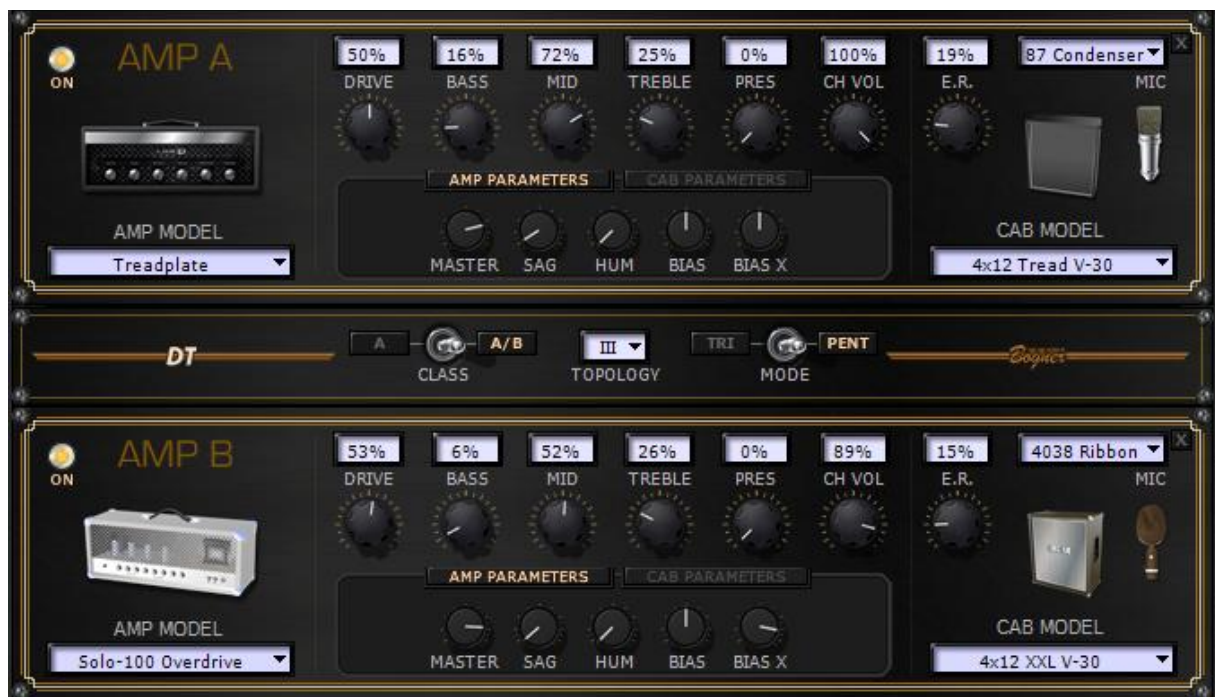 AMP A
ON
50% 16% 72% 25% 0% 100% 19% 87 Condenser X
DRIVE BASS MID TREBLE PRES CH VOL E.R. MIC
AMP PARAMETERS CAB PARAMETERS
AMP MODEL CAB MODEL
Treadplate MASTER SAG HUM BIAS BIAS X 4x12 Tread V-30
DT A A/B III TRI PENT Bogner
CLASS TOPOLOGY MODE
AMP B
ON
53% 6% 52% 26% 0% 89% 15% 4038 Ribbon X
DRIVE BASS MID TREBLE PRES CH VOL E.R. MIC
AMP PARAMETERS CAB PARAMETERS
AMP MODEL CAB MODEL
Solo-100 Overdrive MASTER SAG HUM BIAS BIAS X 4x12 XXL V-30